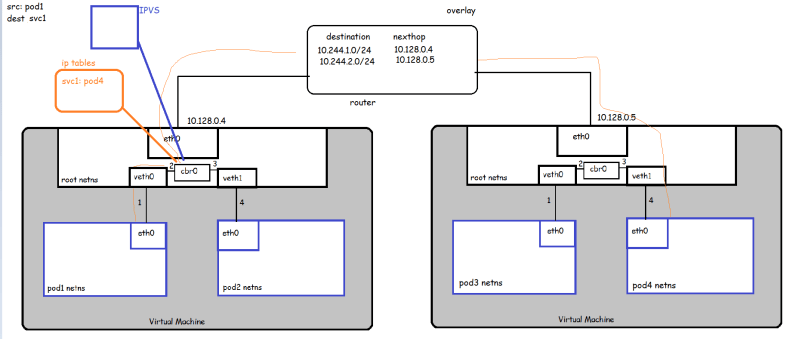 src: pod1
dest svc1
IPVS
overlay
ip tables
svc1: pod4
destination nexthop
10.244.1.0/24 10.128.0.4
10.244.2.0/24 10.128.0.5
router
10.128.0.4
eth0
2
cbr0
3
veth0
veth1
root netns
1
4
eth0
eth0
pod1 netns
pod2 netns
Virtual Machine
10.128.0.5
eth0
2
cbr0
3
veth0
veth1
root netns
1
4
eth0
eth0
pod3 netns
pod4 netns
Virtual Machine